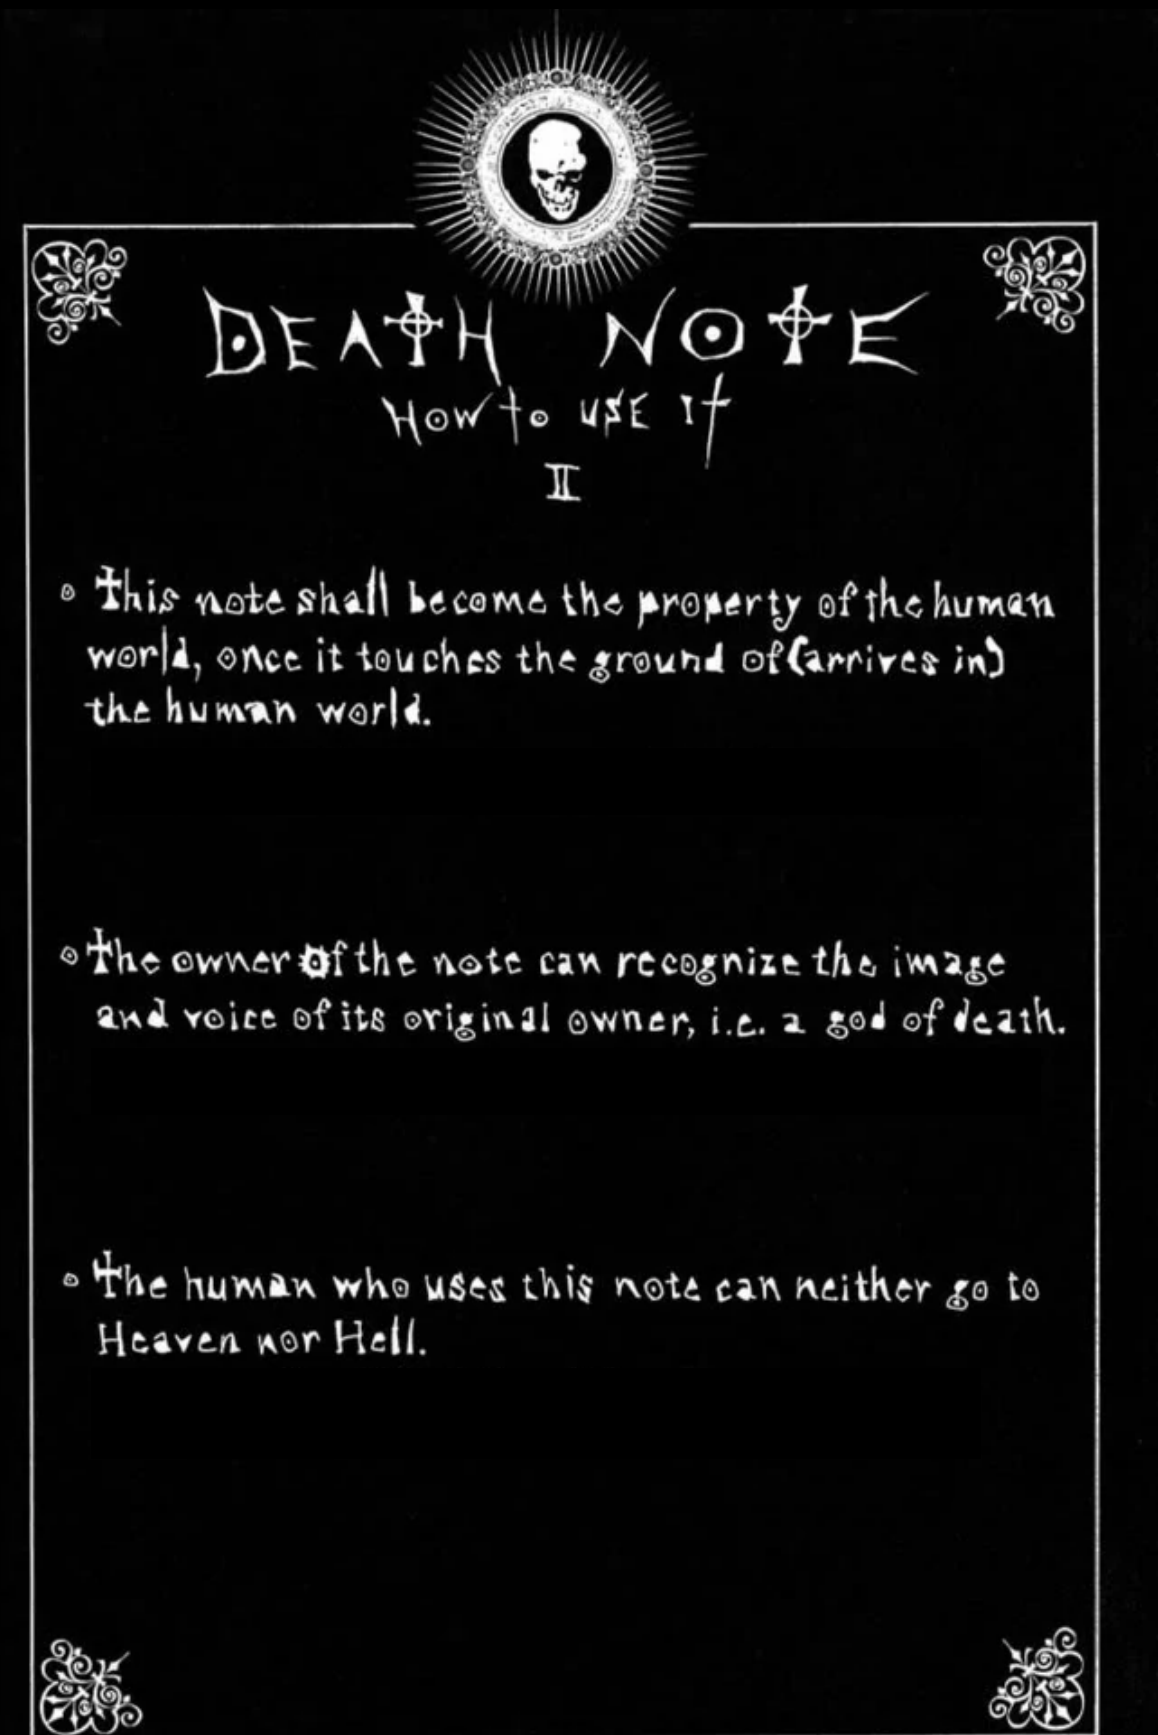 DEATH NOTE
How to use it
II
○ This note shall become the property of the human
world, once it touches the ground of (arrives in)
the human world.
○ The owner of the note can recognize the image
and voice of its original owner, i.e. a god of death.
○ The human who uses this note can neither go to
Heaven nor Hell.